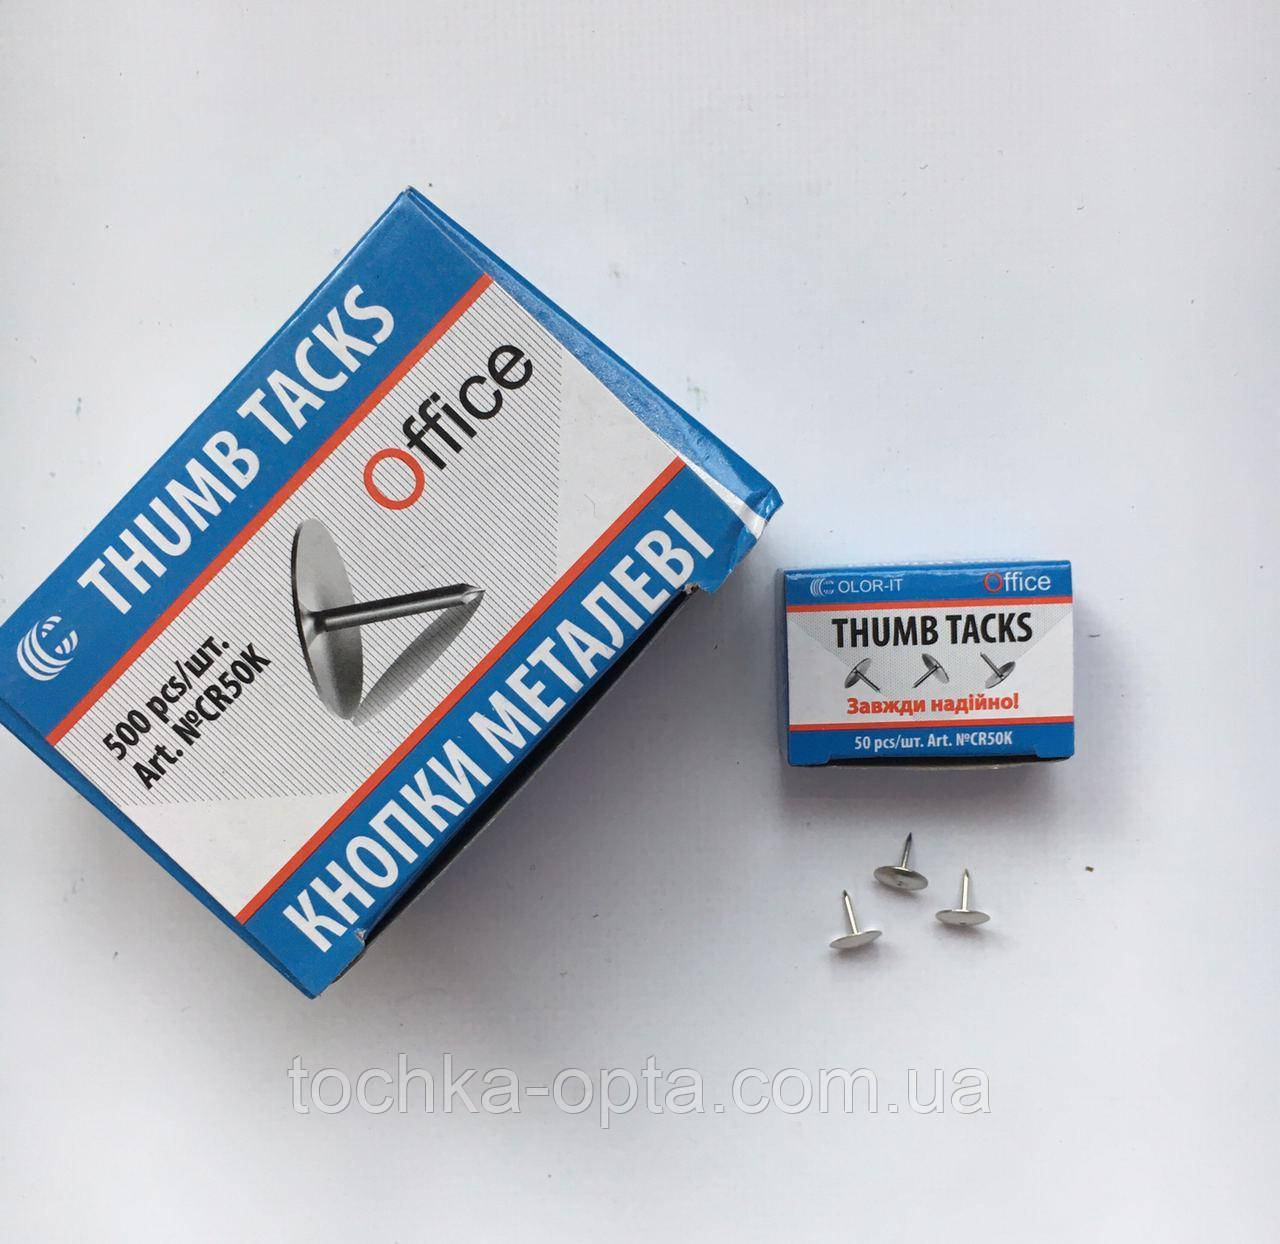 THUMB TACKS
Office
500 pcs/шт.
Art. №CR50K
КНОПКИ МЕТАЛЕВІ
COLOR-IT Office
THUMB TACKS
Завжди надійно!
50 pcs/шт. Art. №CR50K
tochka-opta.com.ua